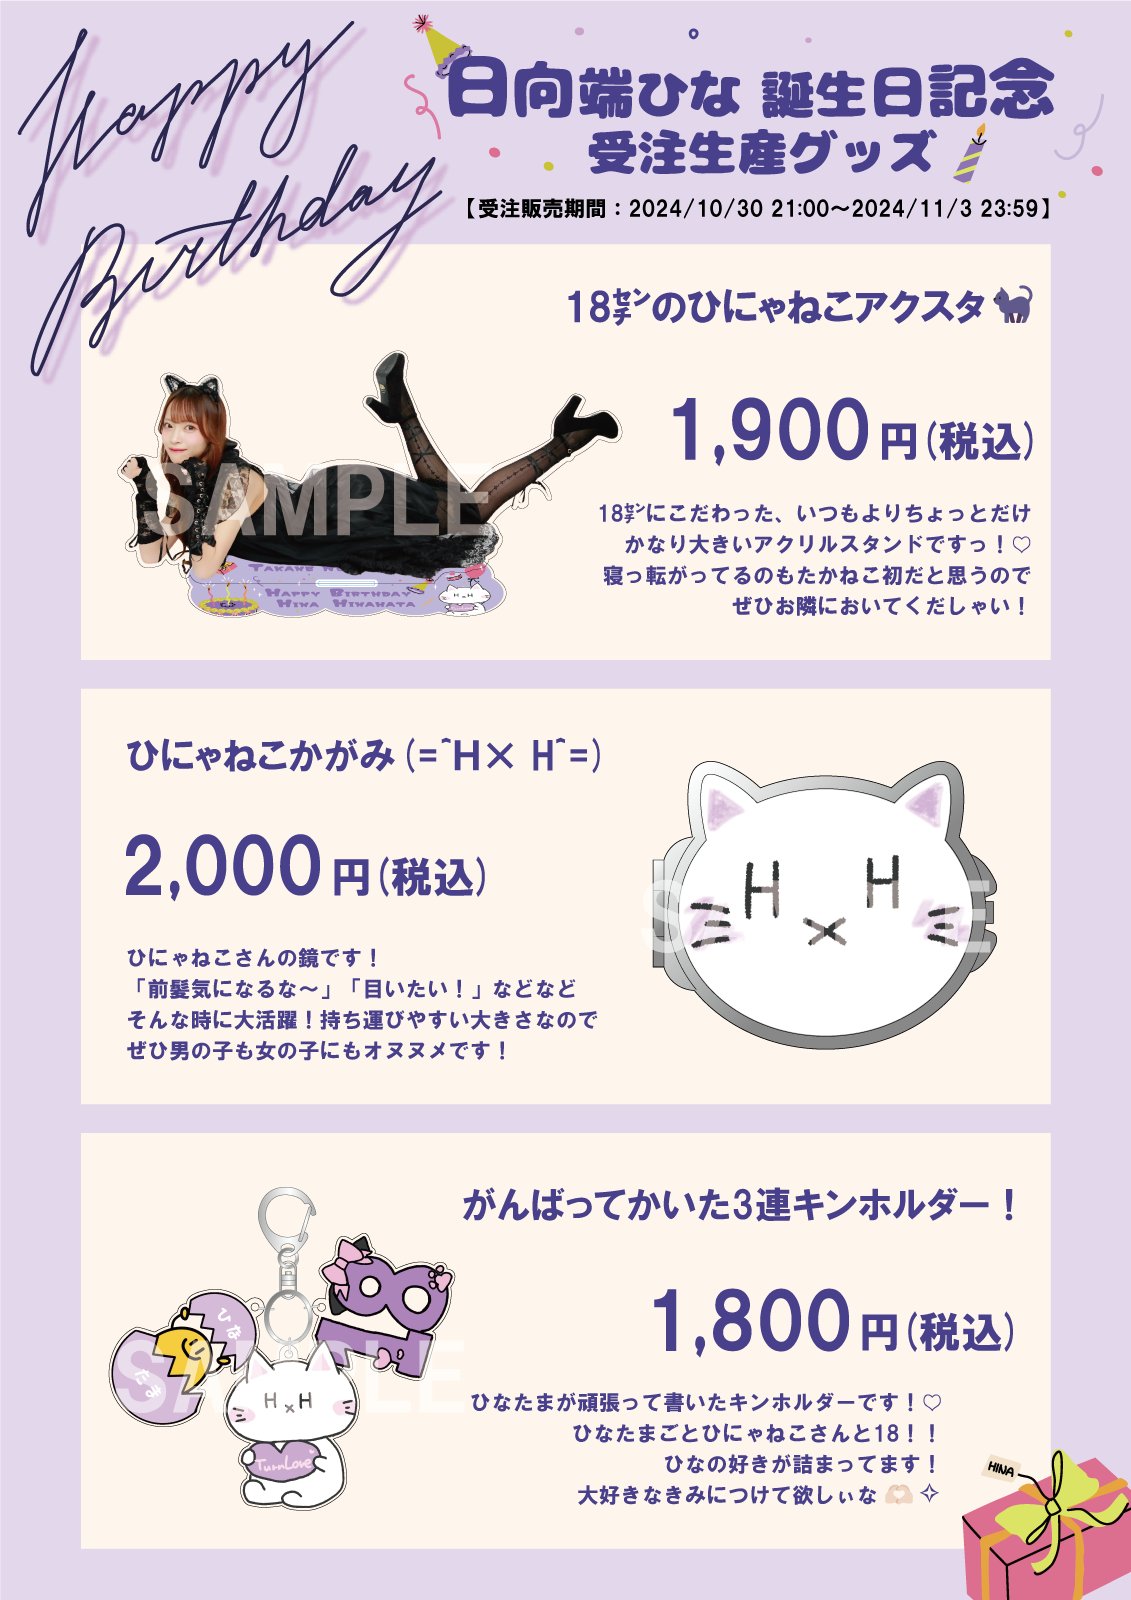 Happy
Birthday
日向端ひな 誕生日記念
受注生産グッズ
【受注販売期間：2024/10/30 21:00～2024/11/3 23:59】
18㌢のひにゃねこアクスタ🐈‍⬛
1,900円(税込)
18㌢にこだわった、いつもよりちょっとだけ
かなり大きいアクリルスタンドですっ！♡
寝っ転がってるのもたかねこ初だと思うので
ぜひお隣においてくだしゃい！
SAMPLE
HAPPY BIRTHDAY
HINA HINAHATA
H×H
ひにゃねこかがみ(=^H× H^=)
2,000円(税込)
ひにゃねこさんの鏡です！
「前髪気になるな～」「目いたい！」などなど
そんな時に大活躍！持ち運びやすい大きさなので
ぜひ男の子も女の子にもオヌヌメです！
H×H
SAMPLE
がんばってかいた3連キンホルダー！
1,800円(税込)
ひなたまが頑張って書いたキンホルダーです！♡
ひなたまごとひにゃねこさんと18！！
ひなの好きが詰まってます！
大好きなきみにつけて欲しぃな🫶🏻✧
ひな
たま
18
H×H
TurnLove
SAMPLE
HINA